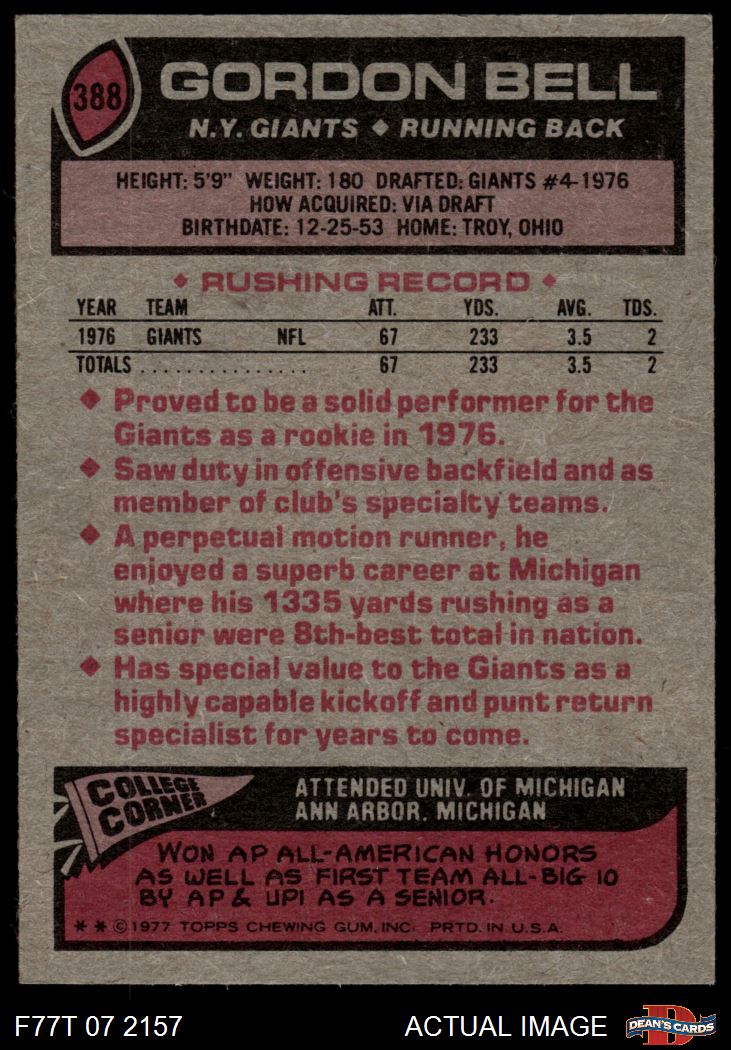 388
GORDON BELL
N.Y. GIANTS ◆ RUNNING BACK
HEIGHT: 5'9" WEIGHT: 180 DRAFTED: GIANTS #4-1976
HOW ACQUIRED: VIA DRAFT
BIRTHDATE: 12-25-53 HOME: TROY, OHIO
◆ RUSHING RECORD ◆
YEAR TEAM ATT. YDS. AVG. TDS.
1976 GIANTS NFL 67 233 3.5 2
TOTALS . . . . . . . . . . . . . . . 67 233 3.5 2
◆ Proved to be a solid performer for the
Giants as a rookie in 1976.
◆ Saw duty in offensive backfield and as
member of club's specialty teams.
◆ A perpetual motion runner, he
enjoyed a superb career at Michigan
where his 1335 yards rushing as a
senior were 8th-best total in nation.
◆ Has special value to the Giants as a
highly capable kickoff and punt return
specialist for years to come.
COLLEGE
CORNER
ATTENDED UNIV. OF MICHIGAN
ANN ARBOR, MICHIGAN
WON AP ALL-AMERICAN HONORS
AS WELL AS FIRST TEAM ALL-BIG 10
BY AP & UPI AS A SENIOR.
* * © 1977 TOPPS CHEWING GUM, INC. PRTD. IN U.S.A.
F77T 07 2157
ACTUAL IMAGE
DEAN'S CARDS